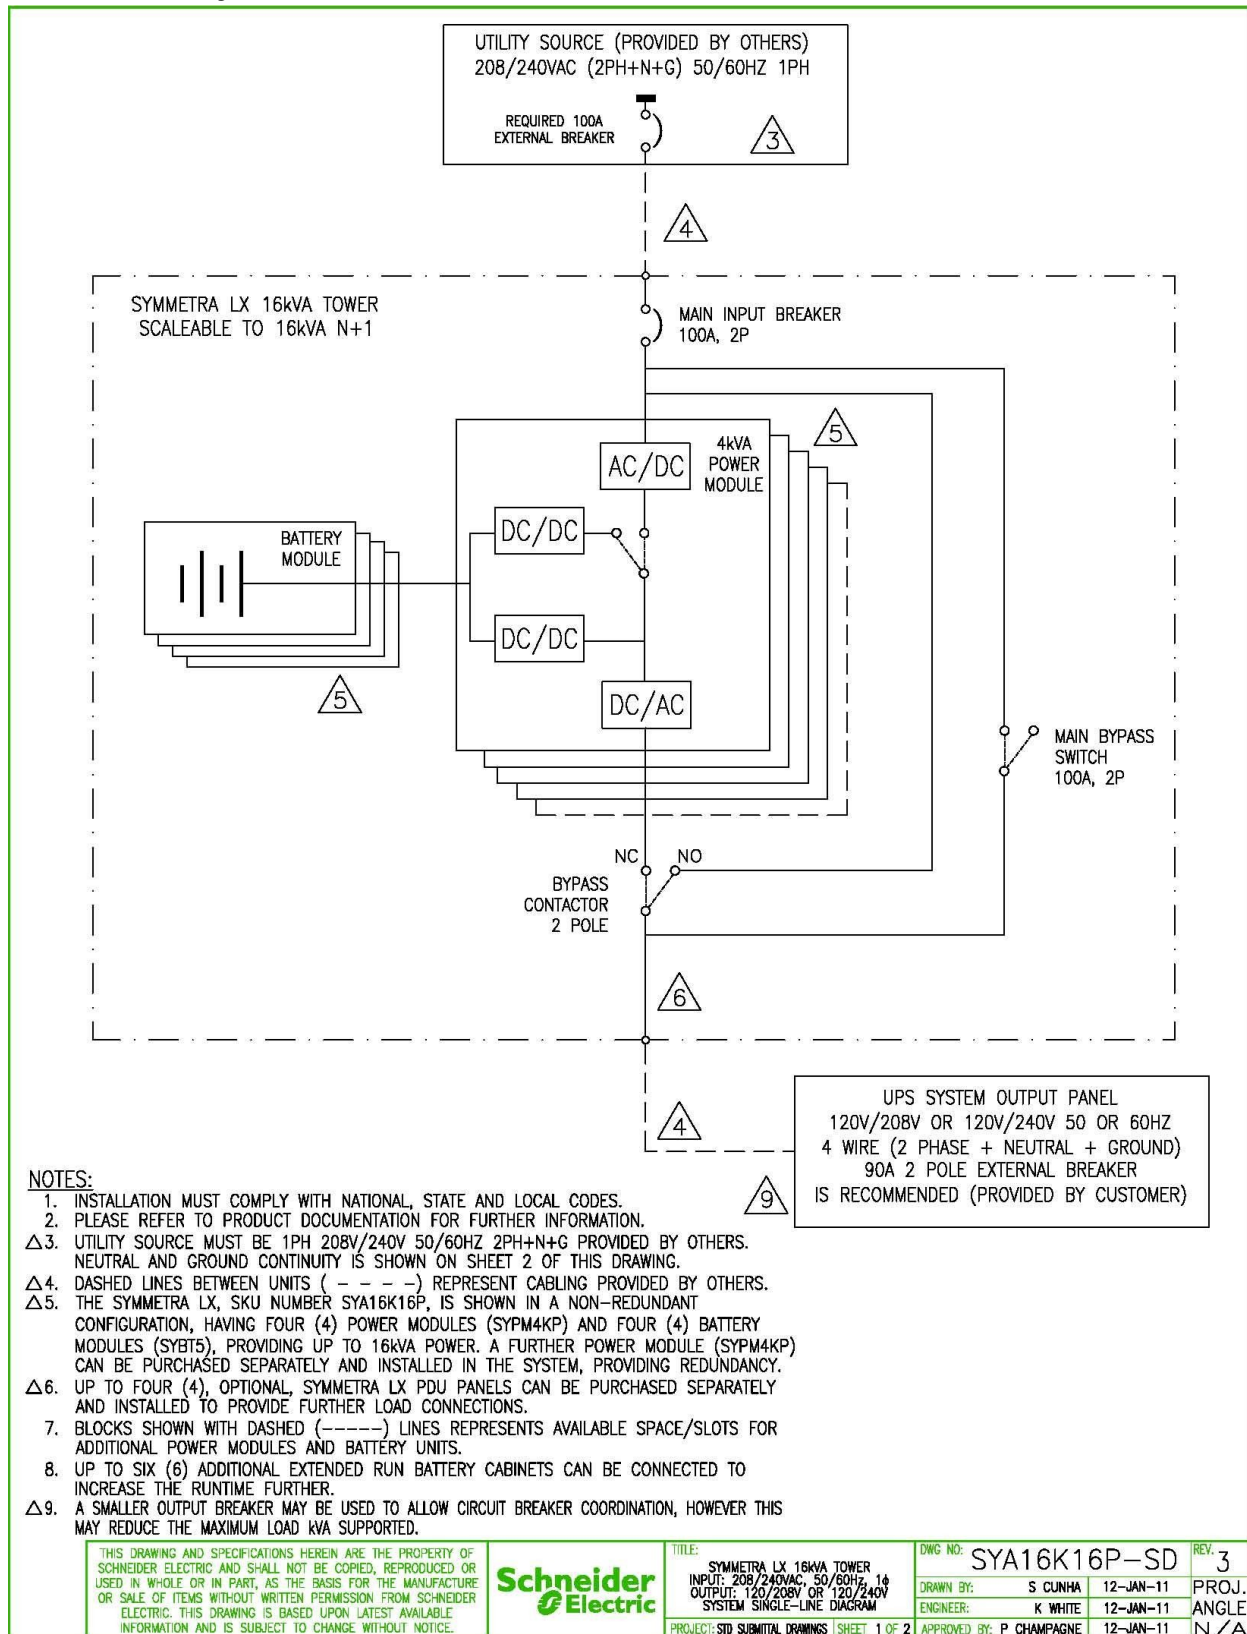 UTILITY SOURCE (PROVIDED BY OTHERS)
208/240VAC (2PH+N+G) 50/60HZ 1PH
REQUIRED 100A
EXTERNAL BREAKER
3
4
SYMMETRA LX 16kVA TOWER
SCALEABLE TO 16kVA N+1
MAIN INPUT BREAKER
100A, 2P
5
4kVA
POWER
MODULE
AC/DC
DC/DC
BATTERY
MODULE
DC/DC
5
DC/AC
MAIN BYPASS
SWITCH
100A, 2P
NC
NO
BYPASS
CONTACTOR
2 POLE
6
4
UPS SYSTEM OUTPUT PANEL
120V/208V OR 120V/240V 50 OR 60HZ
4 WIRE (2 PHASE + NEUTRAL + GROUND)
90A 2 POLE EXTERNAL BREAKER
IS RECOMMENDED (PROVIDED BY CUSTOMER)
9
NOTES:
1. INSTALLATION MUST COMPLY WITH NATIONAL, STATE AND LOCAL CODES.
2. PLEASE REFER TO PRODUCT DOCUMENTATION FOR FURTHER INFORMATION.
△3. UTILITY SOURCE MUST BE 1PH 208V/240V 50/60HZ 2PH+N+G PROVIDED BY OTHERS.
NEUTRAL AND GROUND CONTINUITY IS SHOWN ON SHEET 2 OF THIS DRAWING.
△4. DASHED LINES BETWEEN UNITS ( - - - -) REPRESENT CABLING PROVIDED BY OTHERS.
△5. THE SYMMETRA LX, SKU NUMBER SYA16K16P, IS SHOWN IN A NON-REDUNDANT
CONFIGURATION, HAVING FOUR (4) POWER MODULES (SYPM4KP) AND FOUR (4) BATTERY
MODULES (SYBT5), PROVIDING UP TO 16kVA POWER. A FURTHER POWER MODULE (SYPM4KP)
CAN BE PURCHASED SEPARATELY AND INSTALLED IN THE SYSTEM, PROVIDING REDUNDANCY.
△6. UP TO FOUR (4), OPTIONAL, SYMMETRA LX PDU PANELS CAN BE PURCHASED SEPARATELY
AND INSTALLED TO PROVIDE FURTHER LOAD CONNECTIONS.
7. BLOCKS SHOWN WITH DASHED (-----) LINES REPRESENTS AVAILABLE SPACE/SLOTS FOR
ADDITIONAL POWER MODULES AND BATTERY UNITS.
8. UP TO SIX (6) ADDITIONAL EXTENDED RUN BATTERY CABINETS CAN BE CONNECTED TO
INCREASE THE RUNTIME FURTHER.
△9. A SMALLER OUTPUT BREAKER MAY BE USED TO ALLOW CIRCUIT BREAKER COORDINATION, HOWEVER THIS
MAY REDUCE THE MAXIMUM LOAD kVA SUPPORTED.
THIS DRAWING AND SPECIFICATIONS HEREIN ARE THE PROPERTY OF
SCHNEIDER ELECTRIC AND SHALL NOT BE COPIED, REPRODUCED OR
USED IN WHOLE OR IN PART, AS THE BASIS FOR THE MANUFACTURE
OR SALE OF ITEMS WITHOUT WRITTEN PERMISSION FROM SCHNEIDER
ELECTRIC. THIS DRAWING IS BASED UPON LATEST AVAILABLE
INFORMATION AND IS SUBJECT TO CHANGE WITHOUT NOTICE.
Schneider
Electric
TITLE:
SYMMETRA LX 16kVA TOWER
INPUT: 208/240VAC, 50/60Hz, 1ϕ
OUTPUT: 120/208V OR 120/240V
SYSTEM SINGLE-LINE DIAGRAM
PROJECT: STD SUBMITTAL DRAWINGS
SHEET 1 OF 2
DWG NO: SYA16K16P-SD
REV. 3
DRAWN BY: S CUNHA 12-JAN-11
ENGINEER: K WHITE 12-JAN-11
APPROVED BY: P CHAMPAGNE 12-JAN-11
PROJ.
ANGLE
N/A